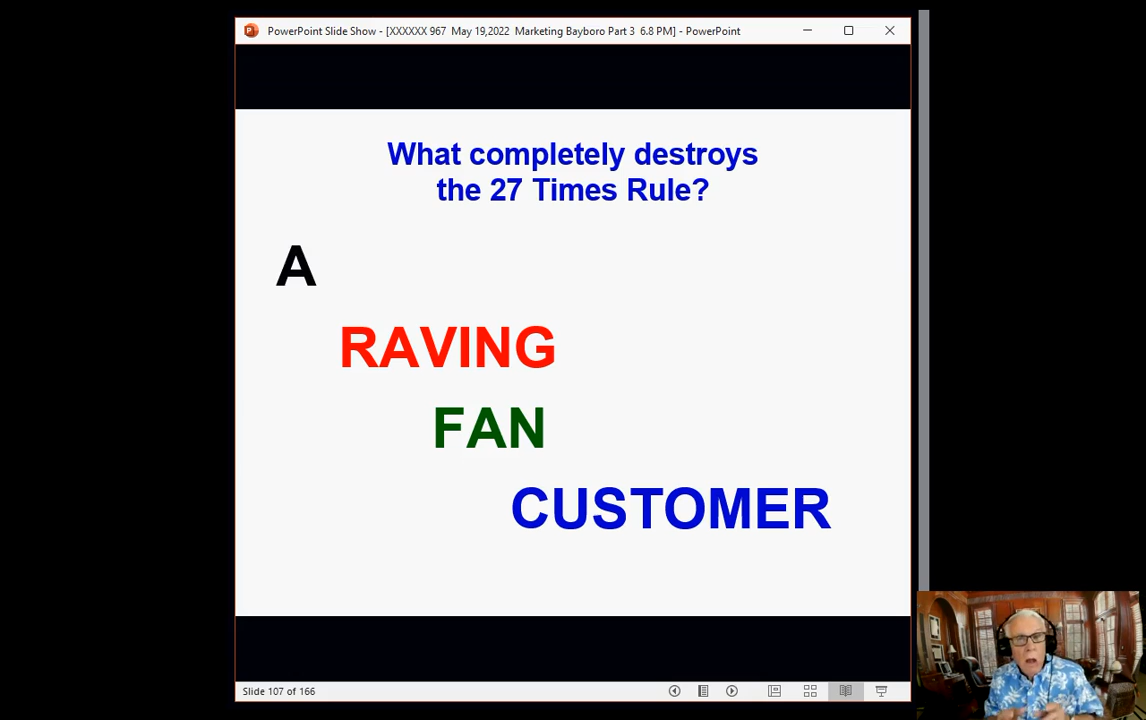 PowerPoint Slide Show - [XXXXXX 967  May 19,2022  Marketing Bayboro Part 3  6.8 PM] - PowerPoint
What completely destroys
the 27 Times Rule?
A
RAVING
FAN
CUSTOMER
Slide 107 of 166